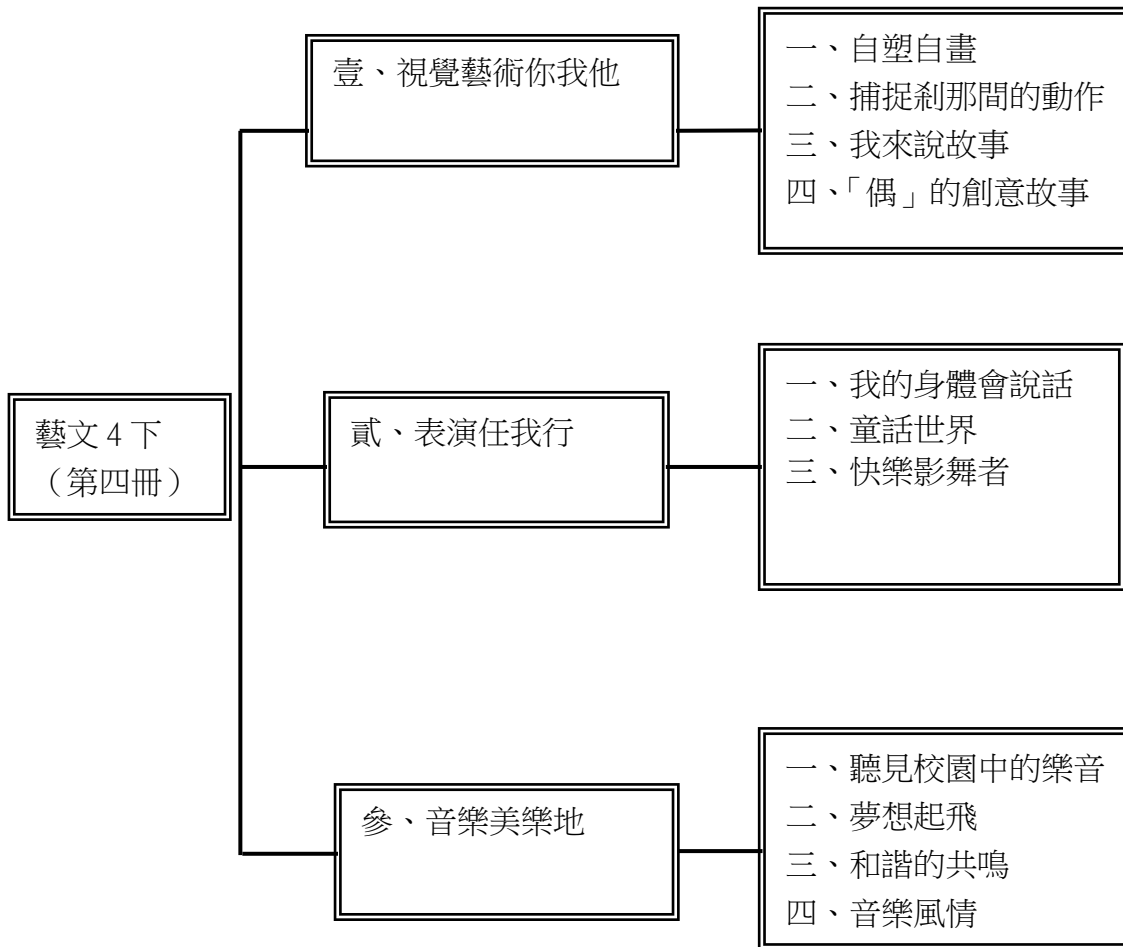 壹、視覺藝術你我他
一、自塑自畫
二、捕捉剎那間的動作
三、我來說故事
四、「偶」的創意故事
藝文 4 下
（第四冊）
貳、表演任我行
一、我的身體會說話
二、童話世界
三、快樂影舞者
參、音樂美樂地
一、聽見校園中的樂音
二、夢想起飛
三、和諧的共鳴
四、音樂風情